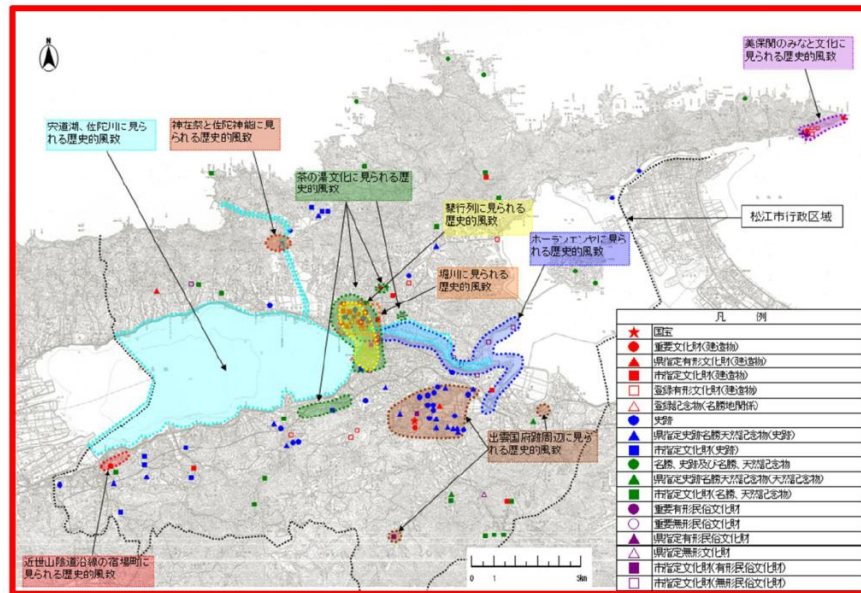 N
美保関のみなと文化に
見られる歴史的風致
宍道湖、佐陀川に見ら
れる歴史的風致
神在祭と佐陀神能に見
られる歴史的風致
茶の湯文化に見られる歴
史的風致
鼕行列に見られる
歴史的風致
ホーランエンヤに見ら
れる歴史的風致
松江市行政区域
堀川に見られる
歴史的風致
出雲国府跡周辺に見ら
れる歴史的風致
近世山陰道沿線の宿場町に
見られる歴史的風致
0 1 3km
凡 例
国宝
重要文化財(建造物)
県指定有形文化財(建造物)
市指定文化財(建造物)
登録有形文化財(建造物)
登録記念物(名勝地関係)
史跡
県指定史跡名勝天然記念物(史跡)
市指定文化財(史跡)
名勝、史跡及び名勝、天然記念物
県指定史跡名勝天然記念物(天然記念物)
市指定文化財(名勝、天然記念物)
重要有形民俗文化財
重要無形民俗文化財
県指定有形民俗文化財
県指定無形文化財
市指定文化財(有形民俗文化財)
市指定文化財(無形民俗文化財)